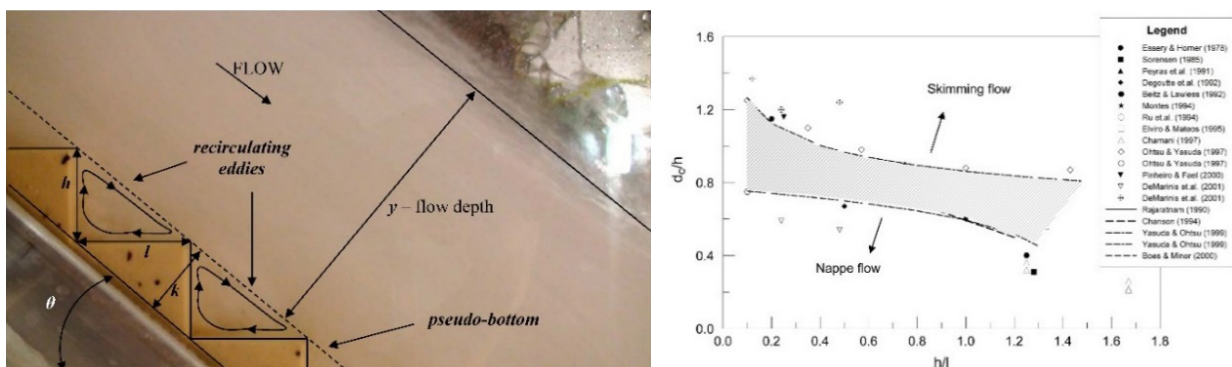 FLOW
recirculating
eddies
h
y – flow depth
l
k
θ
pseudo-bottom
1.6
1.2
0.8
0.4
0.0
d꜀/h
Skimming flow
Nappe flow
0.0 0.2 0.4 0.6 0.8 1.0 1.2 1.4 1.6 1.8
h/l
Legend
Essery & Horner (1978)
Sorensen (1985)
Peyras et.al. (1991)
Degoutte et.al. (1992)
Beitz & Lawless (1992)
Montes (1994)
Ru et.al. (1994)
Elviro & Mateos (1995)
Chamani (1997)
Ohtsu & Yasuda (1997)
Ohtsu & Yasuda (1997)
Pinheiro & Fael (2000)
DeMarinis et.al. (2001)
DeMarinis et.al. (2001)
Rajaratnam (1990)
Chanson (1994)
Yasuda & Ohtsu (1999)
Yasuda & Ohtsu (1999)
Boes & Minor (2000)